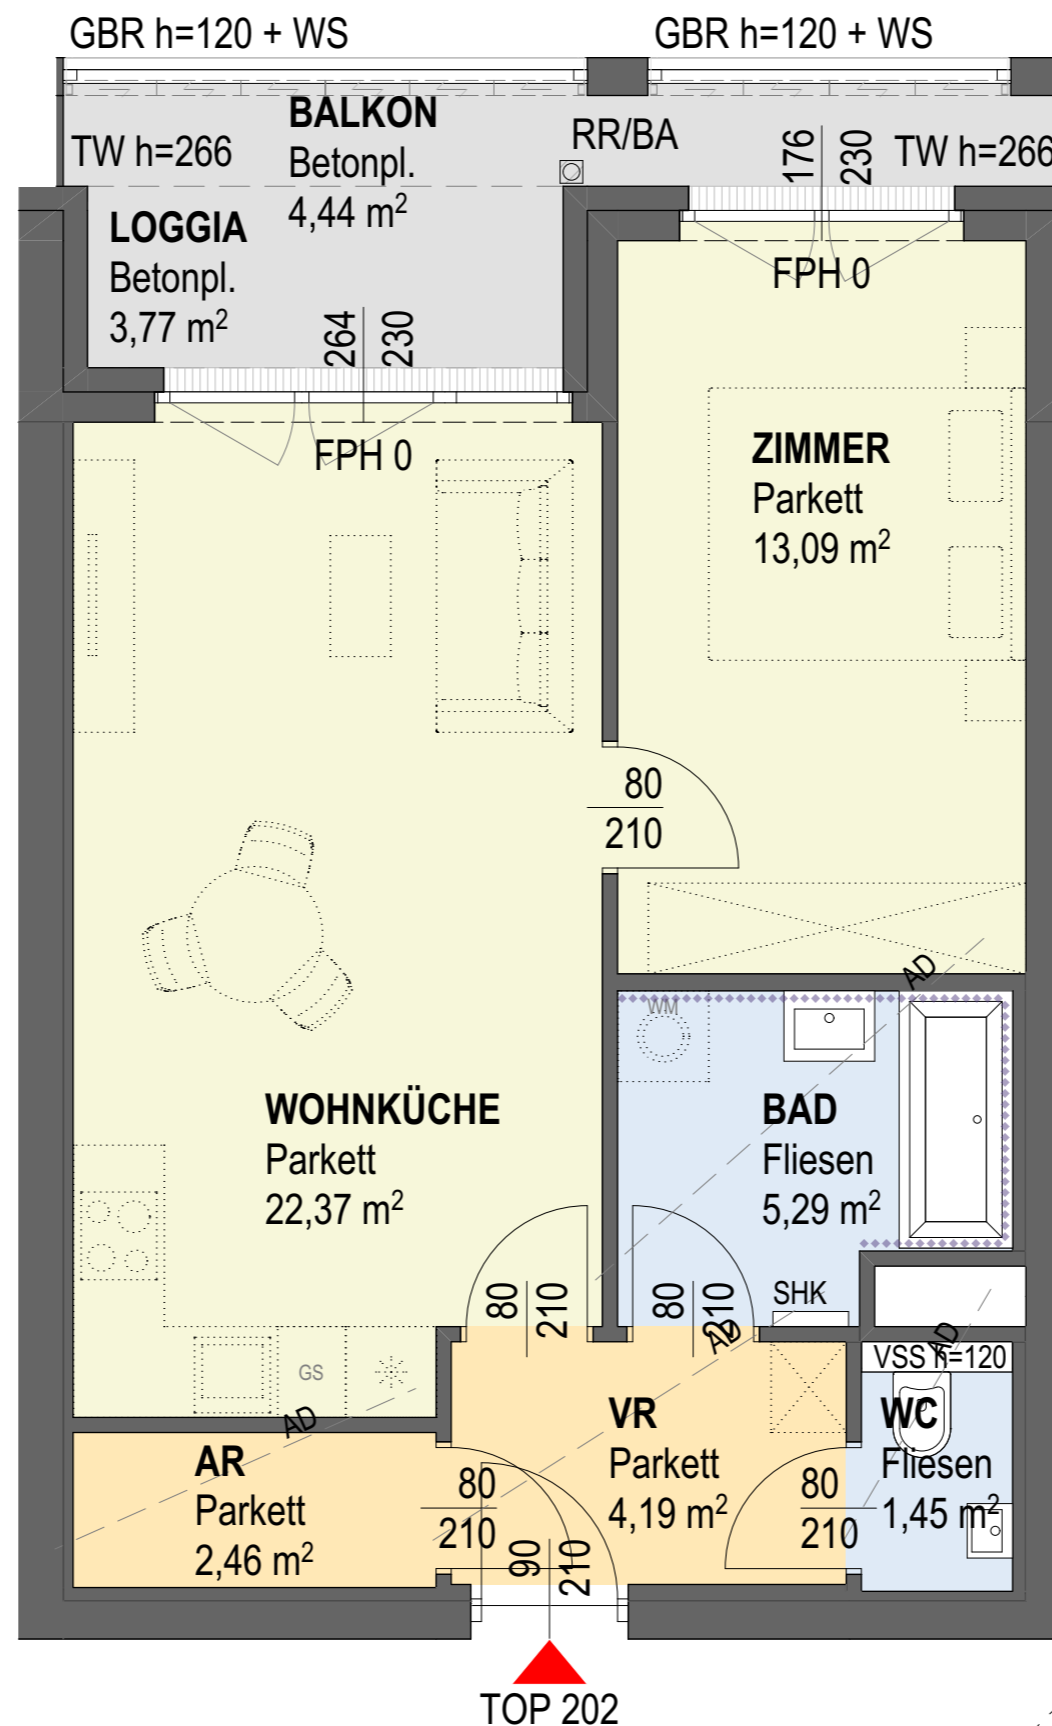 GBR h=120 + WS
GBR h=120 + WS
BALKON
Betonpl.
4,44 m²
TW h=266
RR/BA
176
230
TW h=266
LOGGIA
Betonpl.
3,77 m²
264
230
FPH 0
FPH 0
ZIMMER
Parkett
13,09 m²
80
210
AD
WM
WOHNKÜCHE
Parkett
22,37 m²
BAD
Fliesen
5,29 m²
80
210
80
210
SHK
AD
AD
VSS h=120
GS
AD
AR
Parkett
2,46 m²
VR
Parkett
4,19 m²
WC
Fliesen
1,45 m²
80
210
80
210
90
210
TOP 202